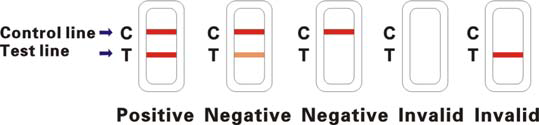 Control line C C C C C
Test line T T T T T
Positive Negative Negative Invalid Invalid